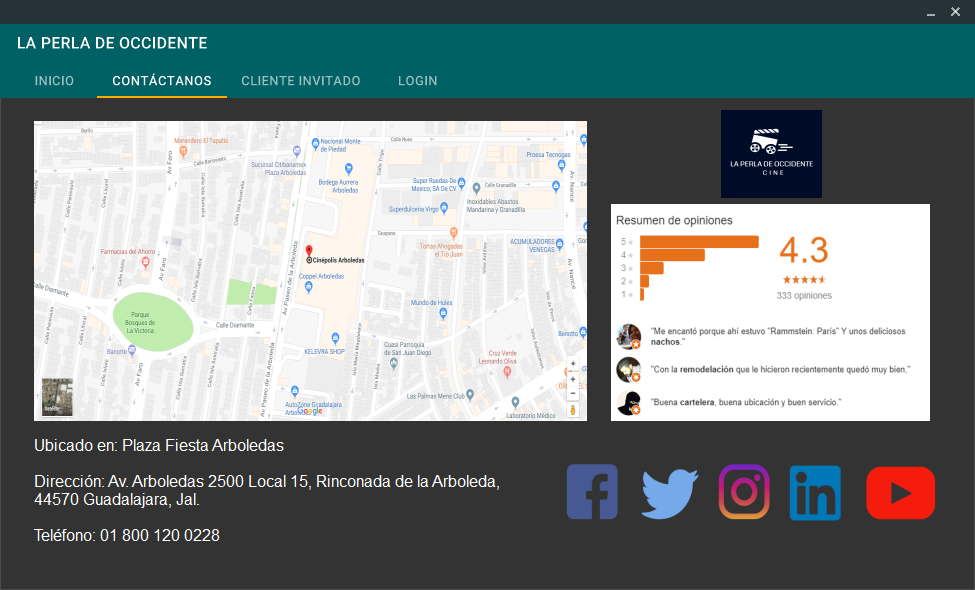 LA PERLA DE OCCIDENTE
INICIO
CONTÁCTANOS
CLIENTE INVITADO
LOGIN
Berilio
Merendero El Tapatío
Nacional Monte
de Piedad
Calle Nuez
Sucursal Citibanamex
Plaza Arboledas
Proesa Tecnogas
Calle Baronesa
Av Faro
Bodega Aurrera
Arboledas
Super Ruedas De
Mexico, SA De CV
Calle Granadilla
Av Nance
Inoxidables Abastos
Mandarina y Granadilla
Superdulceria Virgo
Guayaba
Tortas Ahogadas
el Tío Juan
ACUMULADORES
VENEGAS
Farmacias del Ahorro
Cinépolis Arboledas
Coppel Arboledas
Av Paseo de la Arboleda
Calle Diamante
Parque
Bosques de
La Victoria
Mundo de Hules
Calle Diamante
Banorte
KELEVRA SHOP
Cuasi Parroquia
de San Juan Diego
Benotto
Cruz Verde
Leonardo Oliva
Las Palmas Mens Club
AutoZone Guadalajara
Google
Laboratorio Médico
Satélite
LA PERLA DE OCCIDENTE
CINE
Resumen de opiniones
5
4
3
2
1
4.3
333 opiniones
"Me encantó porque ahí estuvo "Rammstein: París" Y unos deliciosos
nachos."
"Con la remodelación que le hicieron recientemente quedó muy bien,"
"Buena cartelera, buena ubicación y buen servicio."
Ubicado en: Plaza Fiesta Arboledas
Dirección: Av. Arboledas 2500 Local 15, Rinconada de la Arboleda,
44570 Guadalajara, Jal.
Teléfono: 01 800 120 0228